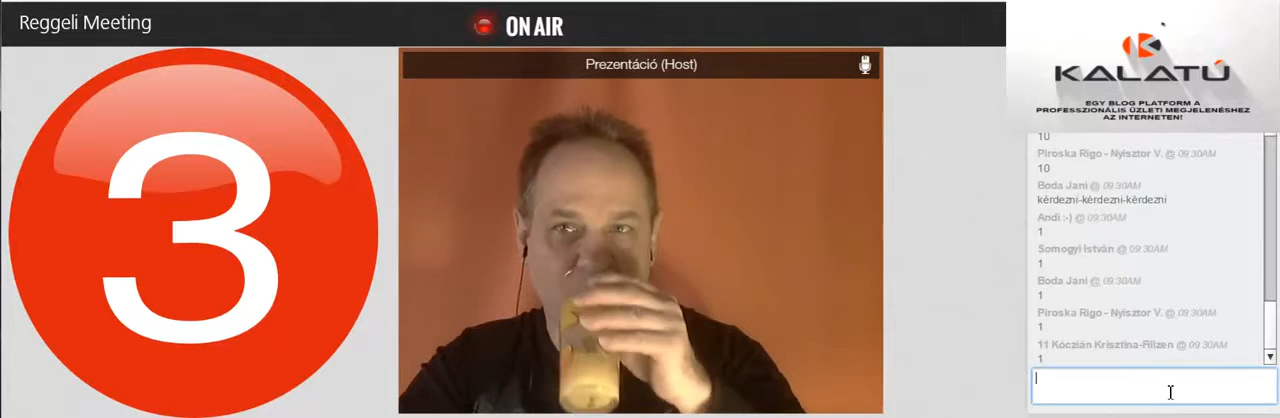 Reggeli Meeting
ON AIR
3
Prezentáció (Host)
KALATÚ
EGY BLOG PLATFORM A
PROFESSZIONÁLIS ÜZLETI MEGJELENÉSHEZ
AZ INTERNETEN!
10
Piroska Rigo - Nyisztor V. @ 09:30AM
10
Boda Jani @ 09:30AM
kérdezni-kérdezni-kérdezni
Andi :-) @ 09:30AM
1
Somogyi István @ 09:30AM
1
Boda Jani @ 09:30AM
1
Piroska Rigo - Nyisztor V. @ 09:30AM
1
11 Kóczián Krisztina-Fillzen @ 09:30AM
1